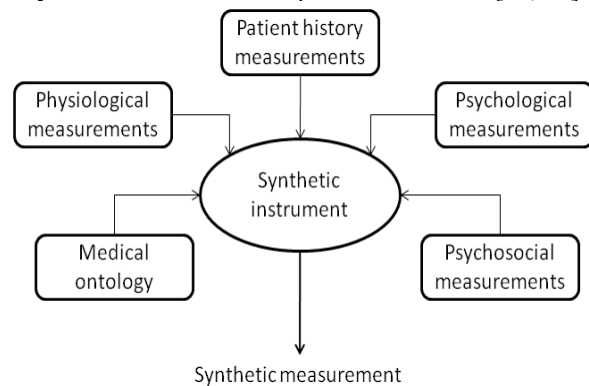 Patient history
measurements
Physiological
measurements
Psychological
measurements
Synthetic
instrument
Medical
ontology
Psychosocial
measurements
Synthetic measurement